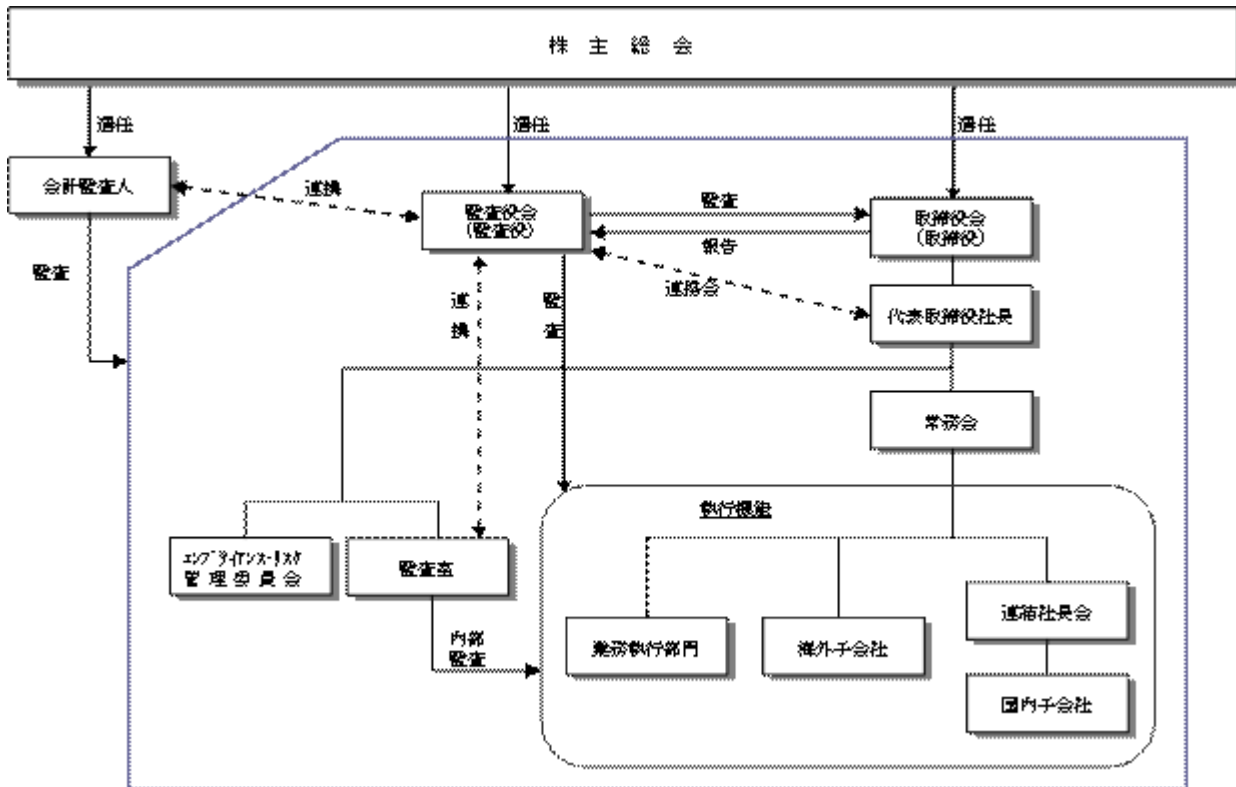 株 主 総 会
選任
選任
選任
会計監査人
連携
監査役会
(監査役)
監査
報告
取締役会
(取締役)
監査
連
携
監
査
連絡会
代表取締役社長
常務会
執行機能
コンプライアンス・リスク
管 理 委 員 会
監査室
内部
監査
業務執行部門
海外子会社
連結社長会
国内子会社